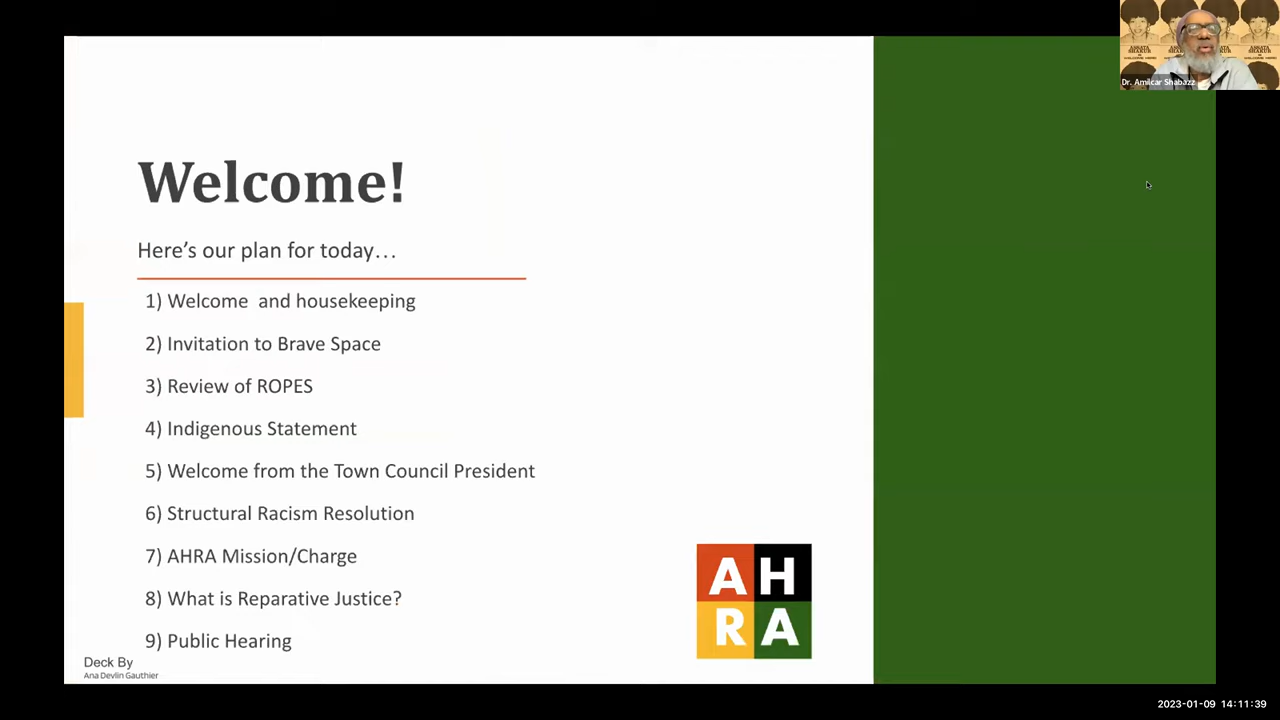 Welcome!
Here's our plan for today…
1) Welcome  and housekeeping
2) Invitation to Brave Space
3) Review of ROPES
4) Indigenous Statement
5) Welcome from the Town Council President
6) Structural Racism Resolution
7) AHRA Mission/Charge
8) What is Reparative Justice?
9) Public Hearing
Deck By
Ana Devlin Gauthier
AH
RA
Dr. Amilcar Shabazz
2023-01-09 14:11:39